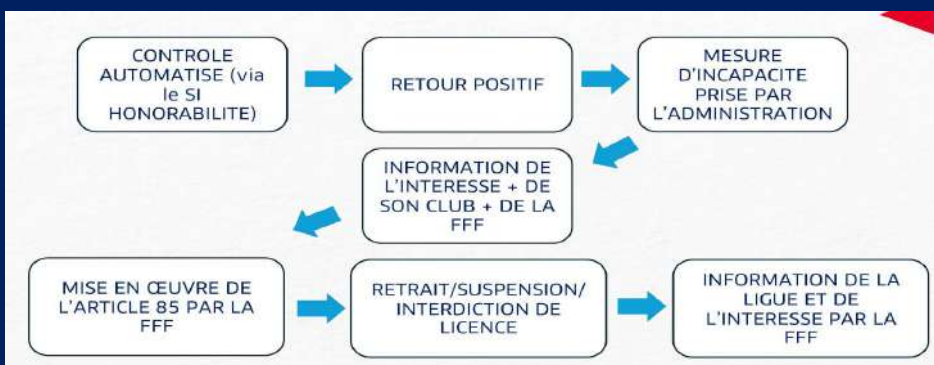 CONTROLE
AUTOMATISE (via
le SI
HONORABILITE)
RETOUR POSITIF
MESURE
D'INCAPACITE
PRISE PAR
L'ADMINISTRATION
INFORMATION DE
L'INTERESSE + DE
SON CLUB + DE LA
FFF
MISE EN ŒUVRE DE
L'ARTICLE 85 PAR LA
FFF
RETRAIT/SUSPENSION/
INTERDICTION DE
LICENCE
INFORMATION DE LA
LIGUE ET DE
L'INTERESSE PAR LA
FFF